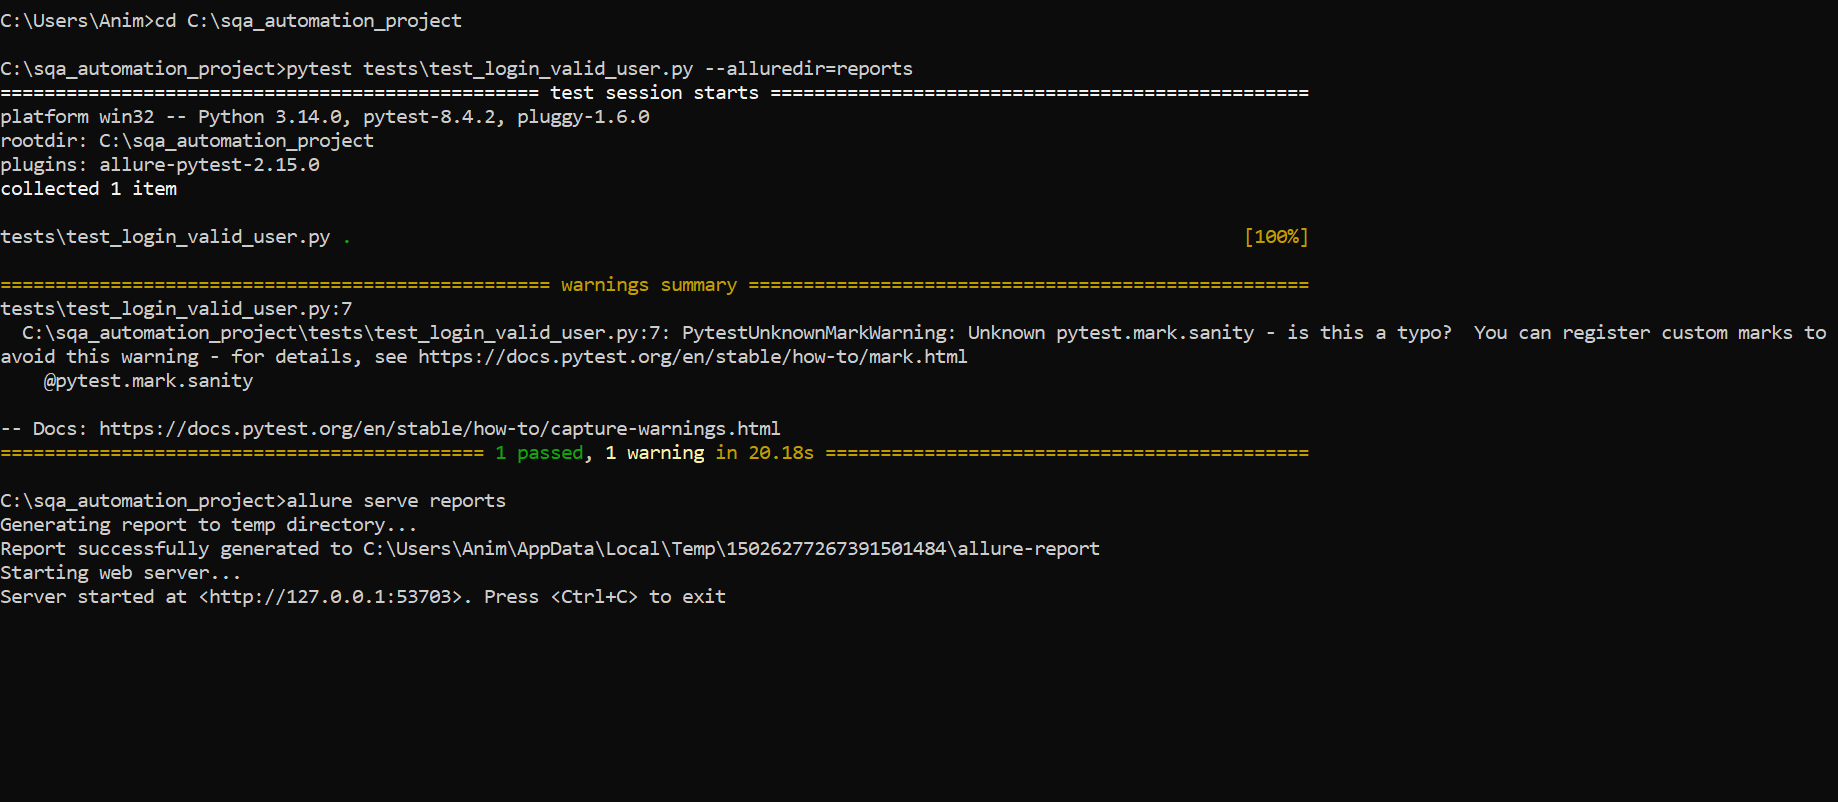 C:\Users\Anim>cd C:\sqa_automation_project
C:\sqa_automation_project>pytest tests\test_login_valid_user.py --alluredir=reports
================================================= test session starts =================================================
platform win32 -- Python 3.14.0, pytest-8.4.2, pluggy-1.6.0
rootdir: C:\sqa_automation_project
plugins: allure-pytest-2.15.0
collected 1 item
tests\test_login_valid_user.py . [100%]
================================================== warnings summary ===================================================
tests\test_login_valid_user.py:7
  C:\sqa_automation_project\tests\test_login_valid_user.py:7: PytestUnknownMarkWarning: Unknown pytest.mark.sanity - is this a typo?  You can register custom marks to
avoid this warning - for details, see https://docs.pytest.org/en/stable/how-to/mark.html
    @pytest.mark.sanity
-- Docs: https://docs.pytest.org/en/stable/how-to/capture-warnings.html
============================================ 1 passed, 1 warning in 20.18s ============================================
C:\sqa_automation_project>allure serve reports
Generating report to temp directory...
Report successfully generated to C:\Users\Anim\AppData\Local\Temp\15026277267391501484\allure-report
Starting web server...
Server started at <http://127.0.0.1:53703>. Press <Ctrl+C> to exit